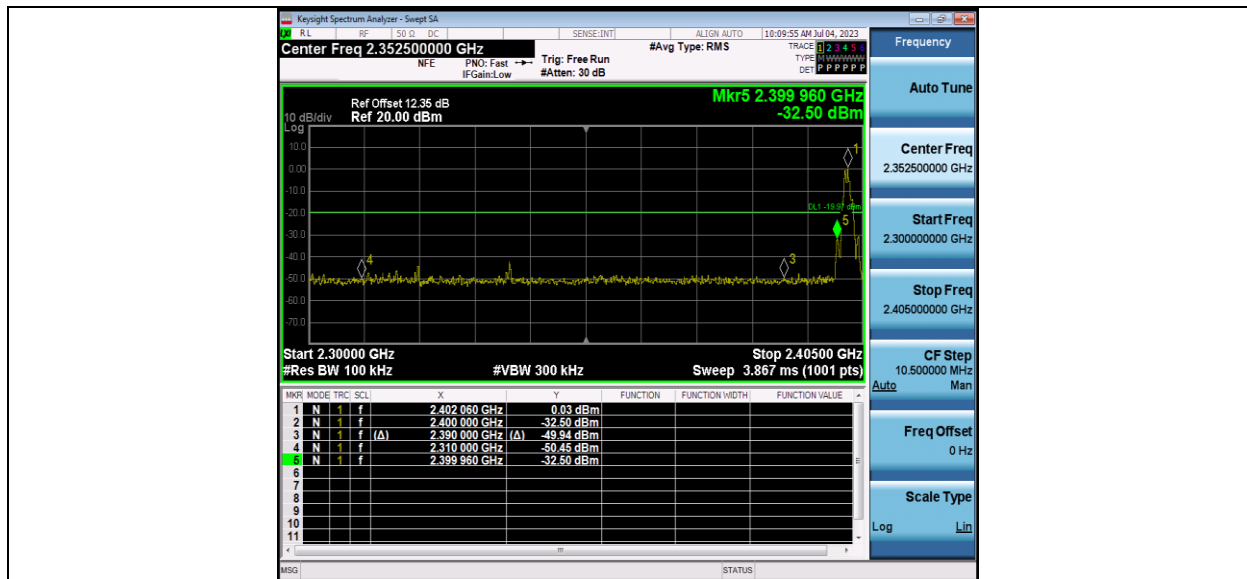 Keysight Spectrum Analyzer - Swept SA
RL RF 50 Ω DC SENSE:INT ALIGN AUTO 10:09:55 AM Jul 04, 2023
Center Freq 2.352500000 GHz #Avg Type: RMS TRACE 1 2 3 4 5 6
NFE PNO: Fast Trig: Free Run TYPE M WWWWW
IFGain:Low #Atten: 30 dB DET P P P P P P
Mkr5 2.399 960 GHz
-32.50 dBm
Ref Offset 12.35 dB
10 dB/div Ref 20.00 dBm
Log
10.0
0.00
-10.0
-20.0
-30.0
-40.0
-50.0
-60.0
-70.0
1
DL1 -19.97 dBm
5
4
3
Start 2.30000 GHz Stop 2.40500 GHz
#Res BW 100 kHz #VBW 300 kHz Sweep 3.867 ms (1001 pts)
MKR MODE TRC SCL X Y FUNCTION FUNCTION WIDTH FUNCTION VALUE
1 N 1 f 2.402 060 GHz 0.03 dBm
2 N 1 f 2.400 000 GHz -32.50 dBm
3 N 1 f (Δ) 2.390 000 GHz (Δ) -49.94 dBm
4 N 1 f 2.310 000 GHz -50.45 dBm
5 N 1 f 2.399 960 GHz -32.50 dBm
6
7
8
9
10
11
MSG STATUS
Frequency
Auto Tune
Center Freq
2.352500000 GHz
Start Freq
2.300000000 GHz
Stop Freq
2.405000000 GHz
CF Step
10.500000 MHz
Auto Man
Freq Offset
0 Hz
Scale Type
Log Lin